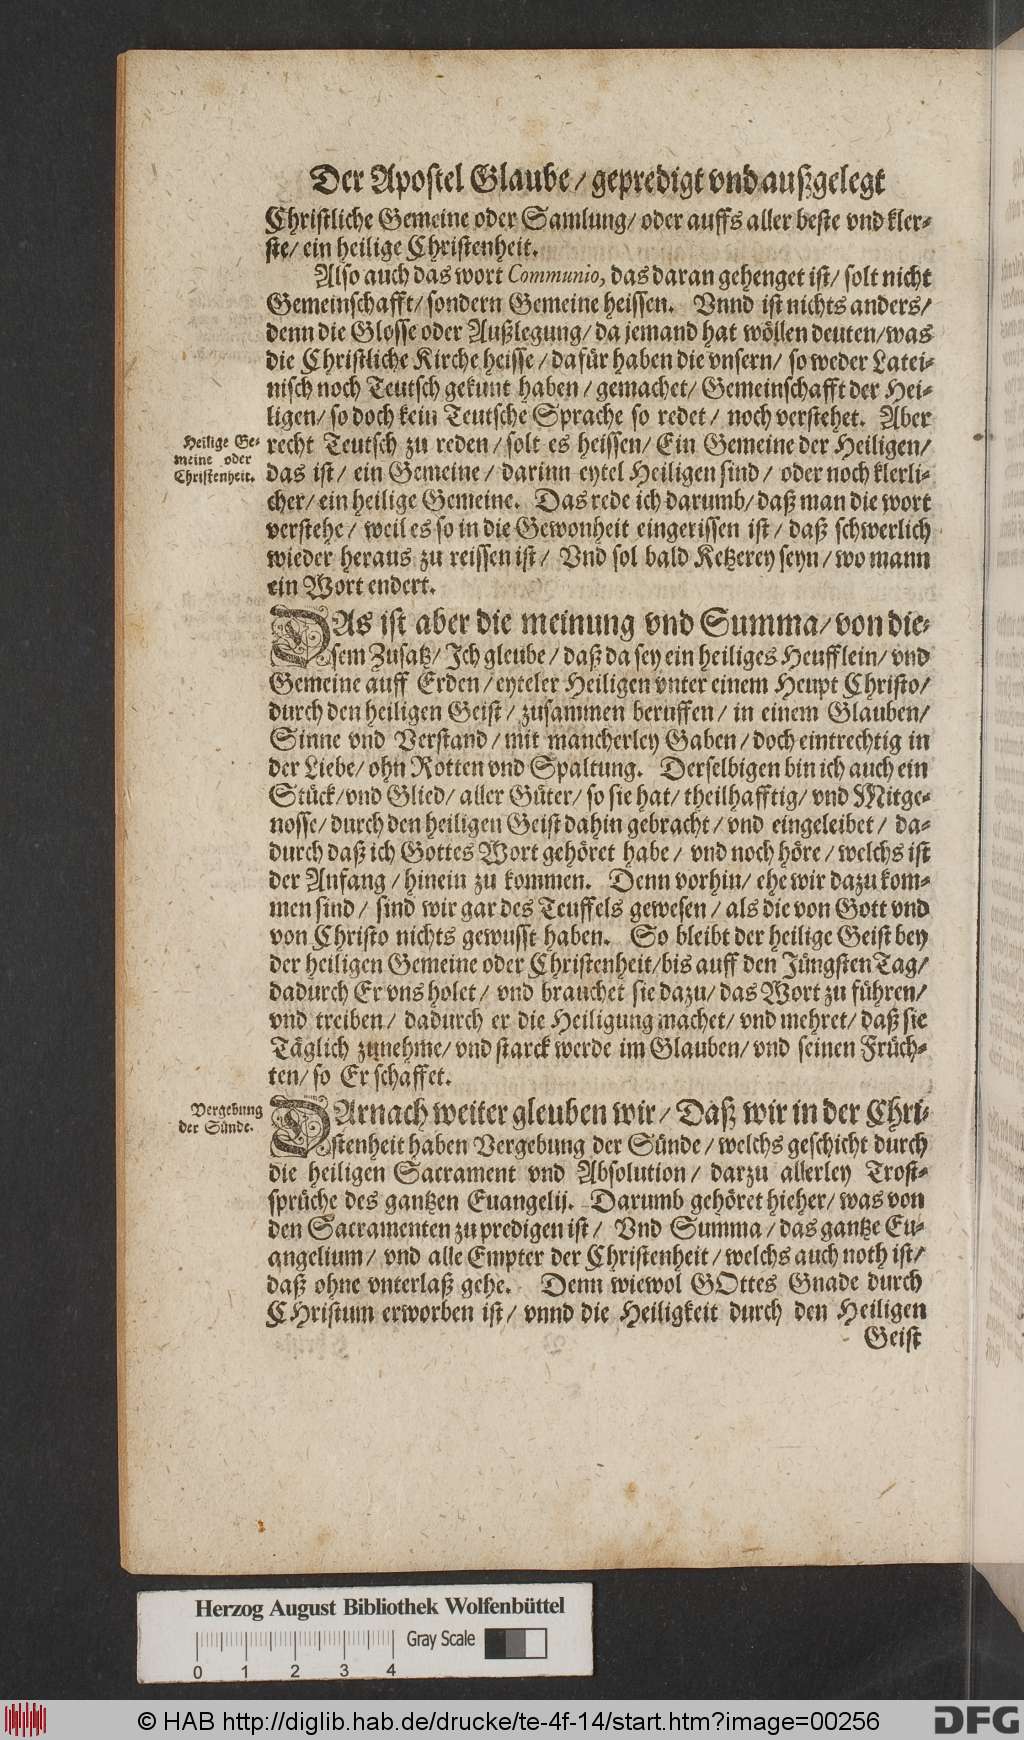 Der Apostel Glaube/ gepredigt vnd außgelegt
Christliche Gemeine oder Samlung/ oder auffs aller beste vnd kler-
ste/ ein heilige Christenheit.
Also auch das wort Communio, das daran gehenget ist/ solt nicht
Gemeinschafft/ sondern Gemeine heissen. Vnnd ist nichts anders/
denn die Glosse oder Außlegung/ da jemand hat wöllen deuten/was
die Christliche Kirche heisse/ dafür haben die vnsern/ so weder Latei-
nisch noch Teutsch gekunt haben/ gemachet/ Gemeinschafft der Hei-
ligen/ so doch kein Teutsche Sprache so redet/ noch verstehet. Aber
Heilige Ge-
meine oder
Christenheit.
recht Teutsch zu reden/ solt es heissen/ Ein Gemeine der Heiligen/
das ist/ ein Gemeine/ darinn eytel Heiligen sind/ oder noch klerli-
cher/ ein heilige Gemeine. Das rede ich darumb/ daß man die wort
verstehe/ weil es so in die Gewonheit eingerissen ist/ daß schwerlich
wieder heraus zu reissen ist/ Vnd sol bald Ketzerey seyn/ wo mann
ein Wort endert.
DAs ist aber die meinung vnd Summa/ von die-
sem Zusatz/ Ich gleube/ daß da sey ein heiliges Heufflein/ vnd
Gemeine auff Erden/ eyteler Heiligen vnter einem Heupt Christo/
durch den heiligen Geist/ zusammen beruffen/ in einem Glauben/
Sinne vnd Verstand/ mit mancherley Gaben/ doch eintrechtig in
der Liebe/ ohn Rotten vnd Spaltung. Derselbigen bin ich auch ein
Stück/vnd Glied/ aller Güter/ so sie hat/ theilhafftig/ vnd Mitge-
nosse/ durch den heiligen Geist dahin gebracht/ vnd eingeleibet/ da-
durch daß ich Gottes Wort gehöret habe/ vnd noch höre/ welchs ist
der Anfang/ hinein zu kommen. Denn vorhin/ ehe wir dazu kom-
men sind/ sind wir gar des Teuffels gewesen/ als die von Gott vnd
von Christo nichts gewusst haben. So bleibt der heilige Geist bey
der heiligen Gemeine oder Christenheit/bis auff den Jüngsten Tag/
dadurch Er vns holet/ vnd brauchet sie dazu/ das Wort zu führen/
vnd treiben/ dadurch er die Heiligung machet/ vnd mehret/ daß sie
Täglich zunehme/ vnd starck werde im Glauben/ vnd seinen Früch-
ten/ so Er schaffet.
Vergebung
der Sünde.
DArnach weiter gleuben wir/ Daß wir in der Chri-
stenheit haben Vergebung der Sünde/ welchs geschicht durch
die heiligen Sacrament vnd Absolution/ darzu allerley Trost-
sprüche des gantzen Euangelij. Darumb gehöret hieher/ was von
den Sacramenten zu predigen ist/ Vnd Summa/ das gantze Eu-
angelium/ vnd alle Empter der Christenheit/ welchs auch noth ist/
daß ohne vnterlaß gehe. Denn wiewol GOttes Gnade durch
CHristum erworben ist/ vnnd die Heiligkeit durch den Heiligen
Geist
Herzog August Bibliothek Wolfenbüttel
Gray Scale
0 1 2 3 4
© HAB http://diglib.hab.de/drucke/te-4f-14/start.htm?image=00256
DFG